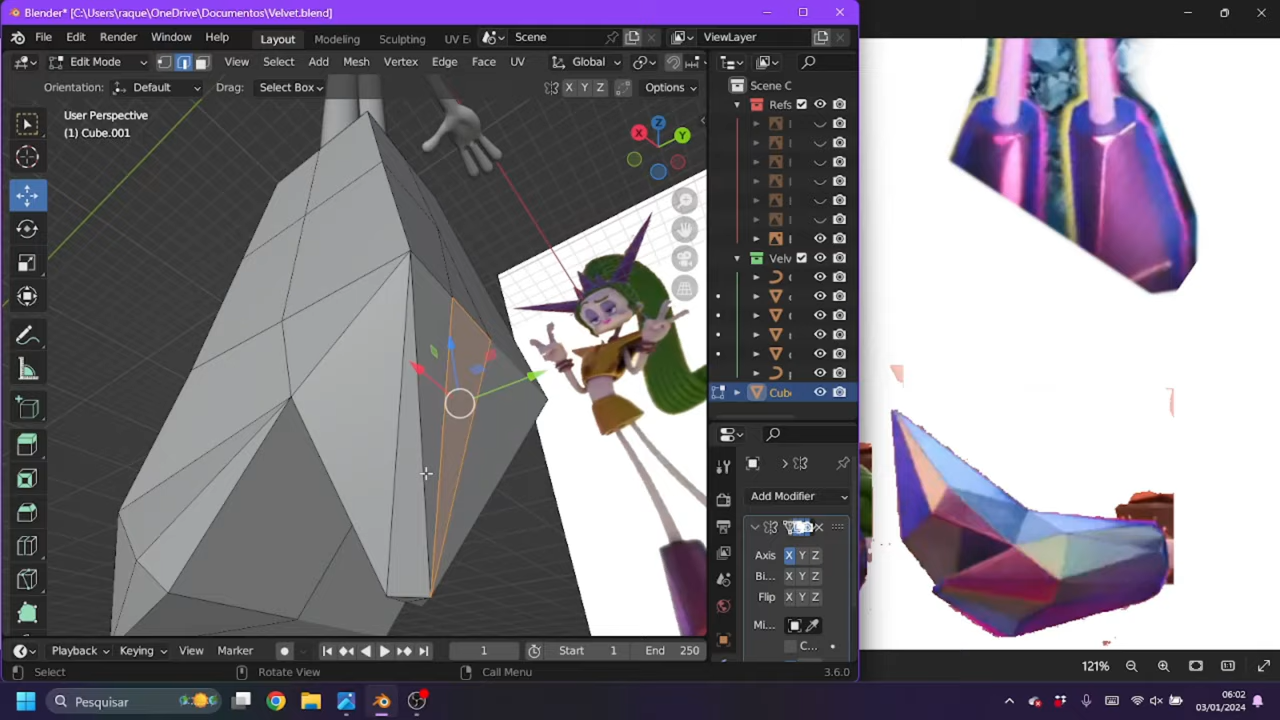 Blender* [C:\Users\raque\OneDrive\Documentos\Velvet.blend]
File Edit Render Window Help Layout Modeling Sculpting UV E Scene ViewLayer
Edit Mode View Select Add Mesh Vertex Edge Face UV Global
Orientation: Default Drag: Select Box X Y Z Options
User Perspective
(1) Cube.001
X Y Z
Scene C
Refs
Velv
Cub
Add Modifier
Axis X Y Z
Bi... X Y Z
Flip X Y Z
Mi...
C...
Playback Keying View Marker 1 Start 1 End 250
Select Rotate View Call Menu 3.6.0
121%
Pesquisar
06:02
03/01/2024